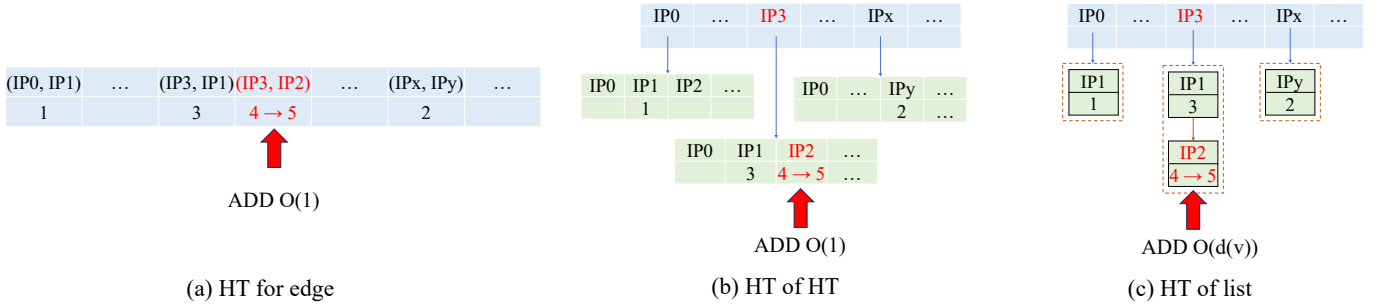 (IP0, IP1) … (IP3, IP1) (IP3, IP2) … (IPx, IPy) …
1 3 4 → 5 2
ADD O(1)
(a) HT for edge
IP0 … IP3 … IPx …
IP0 IP1 IP2 …
1
IP0 … IPy …
2 …
IP0 IP1 IP2 …
3 4 → 5 …
ADD O(1)
(b) HT of HT
IP0 … IP3 … IPx …
IP1
1
IP1
3
IP2
4 → 5
IPy
2
ADD O(d(v))
(c) HT of list